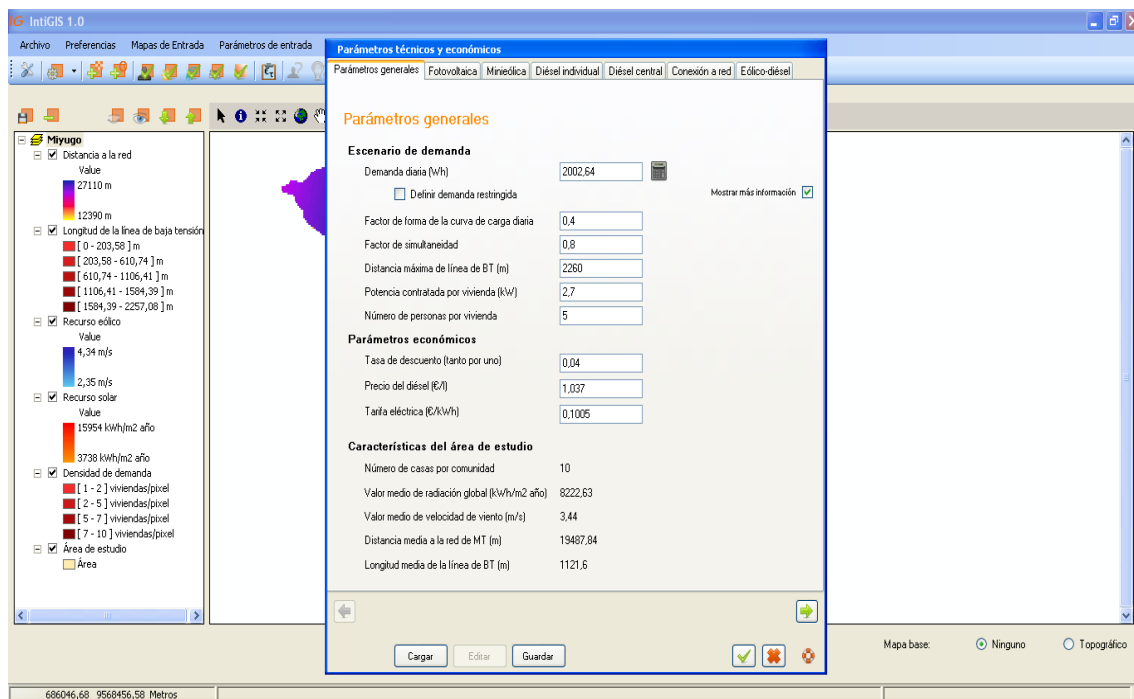 IG IntiGIS 1.0
Archivo Preferencias Mapas de Entrada Parámetros de entrada
Miyugo
Distancia a la red
Value
27110 m
12390 m
Longitud de la línea de baja tensión
[ 0 - 203,58 ] m
[ 203,58 - 610,74 ] m
[ 610,74 - 1106,41 ] m
[ 1106,41 - 1584,39 ] m
[ 1584,39 - 2257,08 ] m
Recurso eólico
Value
4,34 m/s
2,35 m/s
Recurso solar
Value
15954 kWh/m2 año
3738 kWh/m2 año
Densidad de demanda
[ 1 - 2 ] viviendas/pixel
[ 2 - 5 ] viviendas/pixel
[ 5 - 7 ] viviendas/pixel
[ 7 - 10 ] viviendas/pixel
Área de estudio
Área
Parámetros técnicos y económicos
Parámetros generales Fotovoltaica Minieólica Diésel individual Diésel central Conexión a red Eólico-diésel
Parámetros generales
Escenario de demanda
Demanda diaria (Wh) 2002,64
Definir demanda restringida Mostrar más información
Factor de forma de la curva de carga diaria 0,4
Factor de simultaneidad 0,8
Distancia máxima de línea de BT (m) 2260
Potencia contratada por vivienda (kW) 2,7
Número de personas por vivienda 5
Parámetros económicos
Tasa de descuento (tanto por uno) 0,04
Precio del diésel (€/l) 1,037
Tarifa eléctrica (€/kWh) 0,1005
Características del área de estudio
Número de casas por comunidad 10
Valor medio de radiación global (kWh/m2 año) 8222,63
Valor medio de velocidad de viento (m/s) 3,44
Distancia media a la red de MT (m) 19487,84
Longitud media de la línea de BT (m) 1121,6
Cargar Editar Guardar
Mapa base: Ninguno Topográfico
686046,68 9568456,58 Metros